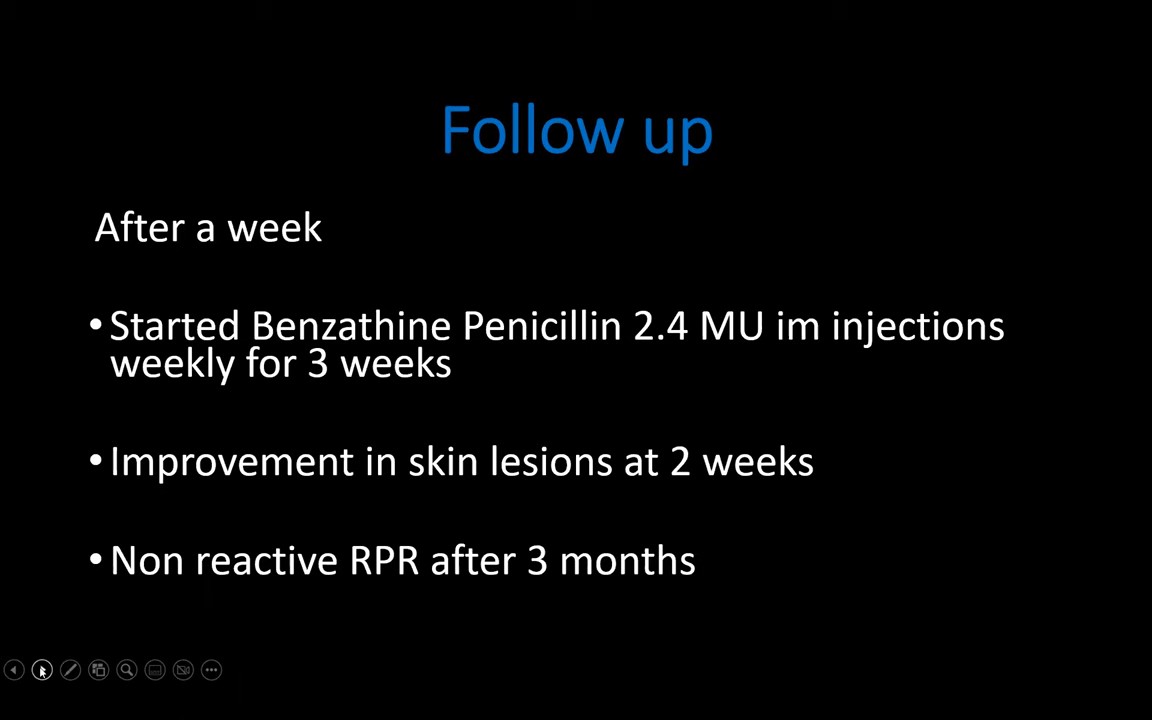 Follow up
After a week
•Started Benzathine Penicillin 2.4 MU im injections
weekly for 3 weeks
•Improvement in skin lesions at 2 weeks
•Non reactive RPR after 3 months